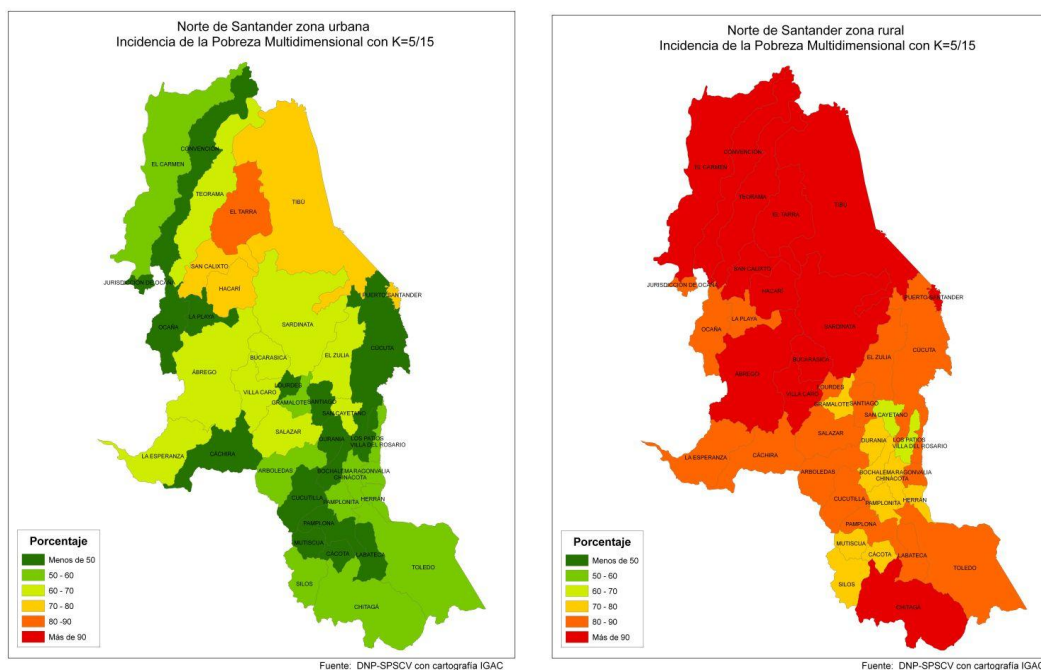 Norte de Santander zona urbana
Incidencia de la Pobreza Multidimensional con K=5/15
CONVENCIÓN
EL CARMEN
TEORAMA
TIBÚ
EL TARRA
SAN CALIXTO
JURISDICCIÓN DE OCAÑA
HACARÍ
PUERTO SANTANDER
LA PLAYA
OCAÑA
SARDINATA
CÚCUTA
BUCARASICA
EL ZULIA
ÁBREGO
LOURDES
VILLA CARO
GRAMALOTE
SANTIAGO
SAN CAYETANO
SALAZAR
DURANIA
LOS PATIOS
VILLA DEL ROSARIO
LA ESPERANZA
CÁCHIRA
ARBOLEDAS
BOCHALEMA
RAGONVALIA
CHINÁCOTA
CUCUTILLA
PAMPLONITA
HERRÁN
PAMPLONA
MUTISCUA
CÁCOTA
LABATECA
TOLEDO
SILOS
CHITAGÁ
Porcentaje
Menos de 50
50 - 60
60 - 70
70 - 80
80 -90
Más de 90
Fuente: DNP-SPSCV con cartografía IGAC
Norte de Santander zona rural
Incidencia de la Pobreza Multidimensional con K=5/15
CONVENCIÓN
EL CARMEN
TEORAMA
TIBÚ
EL TARRA
SAN CALIXTO
JURISDICCIÓN DE OCAÑA
HACARÍ
PUERTO SANTANDER
LA PLAYA
OCAÑA
SARDINATA
CÚCUTA
BUCARASICA
EL ZULIA
ÁBREGO
LOURDES
VILLA CARO
GRAMALOTE
SANTIAGO
SAN CAYETANO
SALAZAR
DURANIA
LOS PATIOS
VILLA DEL ROSARIO
LA ESPERANZA
CÁCHIRA
ARBOLEDAS
BOCHALEMA
RAGONVALIA
CHINÁCOTA
CUCUTILLA
PAMPLONITA
HERRÁN
PAMPLONA
MUTISCUA
CÁCOTA
LABATECA
TOLEDO
SILOS
CHITAGÁ
Porcentaje
Menos de 50
50 - 60
60 - 70
70 - 80
80 - 90
Más de 90
Fuente: DNP-SPSCV con cartografía IGAC